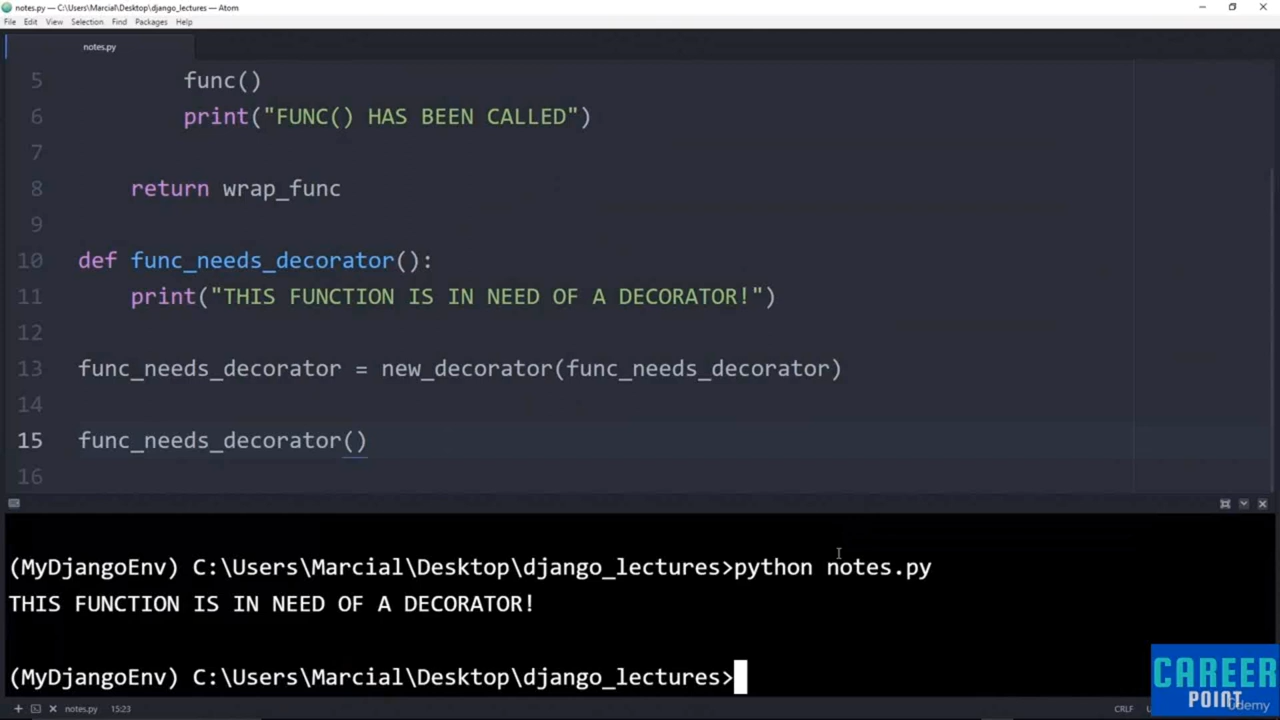 notes.py — C:\Users\Marcial\Desktop\django_lectures — Atom
File Edit View Selection Find Packages Help
notes.py
5 func()
6 print("FUNC() HAS BEEN CALLED")
7
8 return wrap_func
9
10 def func_needs_decorator():
11 print("THIS FUNCTION IS IN NEED OF A DECORATOR!")
12
13 func_needs_decorator = new_decorator(func_needs_decorator)
14
15 func_needs_decorator()
16
(MyDjangoEnv) C:\Users\Marcial\Desktop\django_lectures>python notes.py
THIS FUNCTION IS IN NEED OF A DECORATOR!
(MyDjangoEnv) C:\Users\Marcial\Desktop\django_lectures>
CAREER
POINT
notes.py 15:23 CRLF Udemy